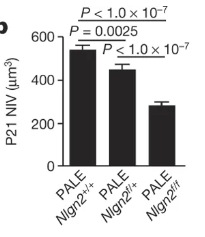 b
P < 1.0 × 10⁻⁷
P = 0.0025
P < 1.0 × 10⁻⁷
P21 NIV (μm³)
600
400
200
0
PALE Nlgn2+/+
PALE Nlgn2f/+
PALE Nlgn2f/f